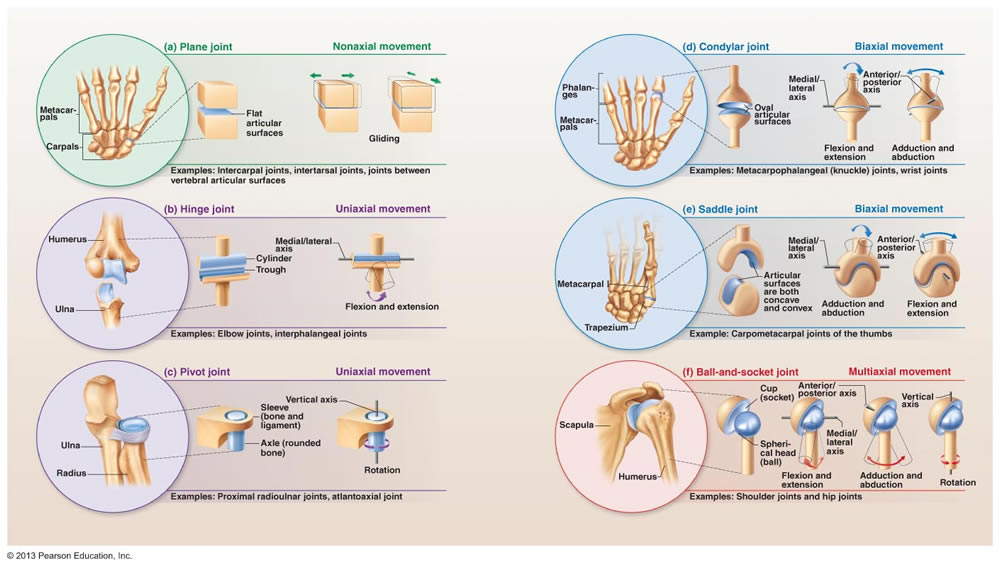 (a) Plane joint
Nonaxial movement
Metacar-
pals
Carpals
Flat
articular
surfaces
Gliding
Examples: Intercarpal joints, intertarsal joints, joints between
vertebral articular surfaces
(b) Hinge joint
Uniaxial movement
Humerus
Ulna
Medial/lateral
axis
Cylinder
Trough
Flexion and extension
Examples: Elbow joints, interphalangeal joints
(c) Pivot joint
Uniaxial movement
Ulna
Radius
Vertical axis
Sleeve
(bone and
ligament)
Axle (rounded
bone)
Rotation
Examples: Proximal radioulnar joints, atlantoaxial joint
(d) Condylar joint
Biaxial movement
Phalan-
ges
Metacar-
pals
Oval
articular
surfaces
Medial/
lateral
axis
Anterior/
posterior
axis
Flexion and
extension
Adduction and
abduction
Examples: Metacarpophalangeal (knuckle) joints, wrist joints
(e) Saddle joint
Biaxial movement
Metacarpal
Trapezium
Articular
surfaces
are both
concave
and convex
Medial/
lateral
axis
Anterior/
posterior
axis
Adduction and
abduction
Flexion and
extension
Example: Carpometacarpal joints of the thumbs
(f) Ball-and-socket joint
Multiaxial movement
Scapula
Humerus
Cup
(socket)
Spheri-
cal head
(ball)
Anterior/
posterior axis
Medial/
lateral
axis
Vertical
axis
Flexion and
extension
Adduction and
abduction
Rotation
Examples: Shoulder joints and hip joints
© 2013 Pearson Education, Inc.